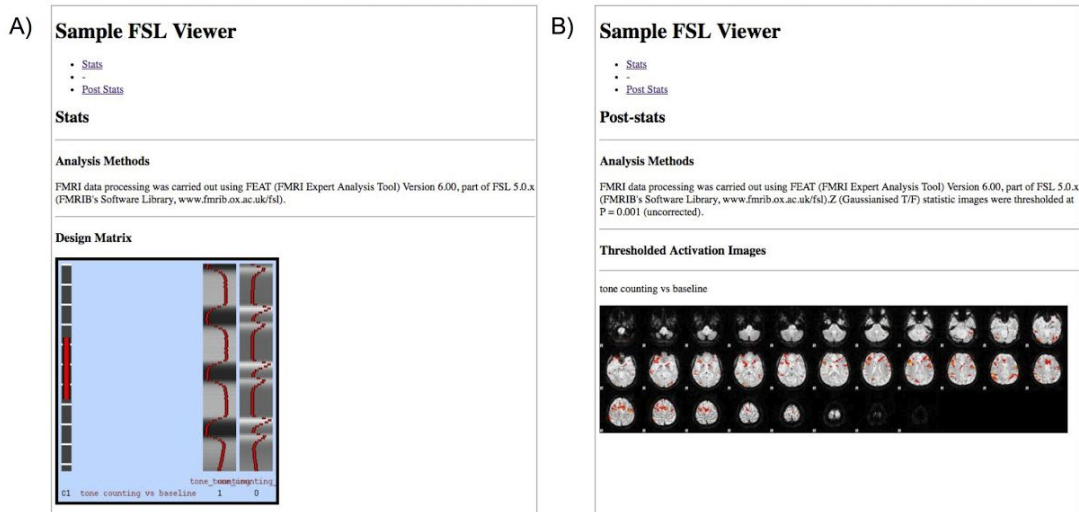 A)
Sample FSL Viewer
Stats
-
Post Stats
Stats
Analysis Methods
FMRI data processing was carried out using FEAT (FMRI Expert Analysis Tool) Version 6.00, part of FSL 5.0.x
(FMRIB's Software Library, www.fmrib.ox.ac.uk/fsl).
Design Matrix
C1 tone counting vs baseline 1 0
B)
Sample FSL Viewer
Stats
-
Post Stats
Post-stats
Analysis Methods
FMRI data processing was carried out using FEAT (FMRI Expert Analysis Tool) Version 6.00, part of FSL 5.0.x
(FMRIB's Software Library, www.fmrib.ox.ac.uk/fsl).Z (Gaussianised T/F) statistic images were thresholded at
P = 0.001 (uncorrected).
Thresholded Activation Images
tone counting vs baseline